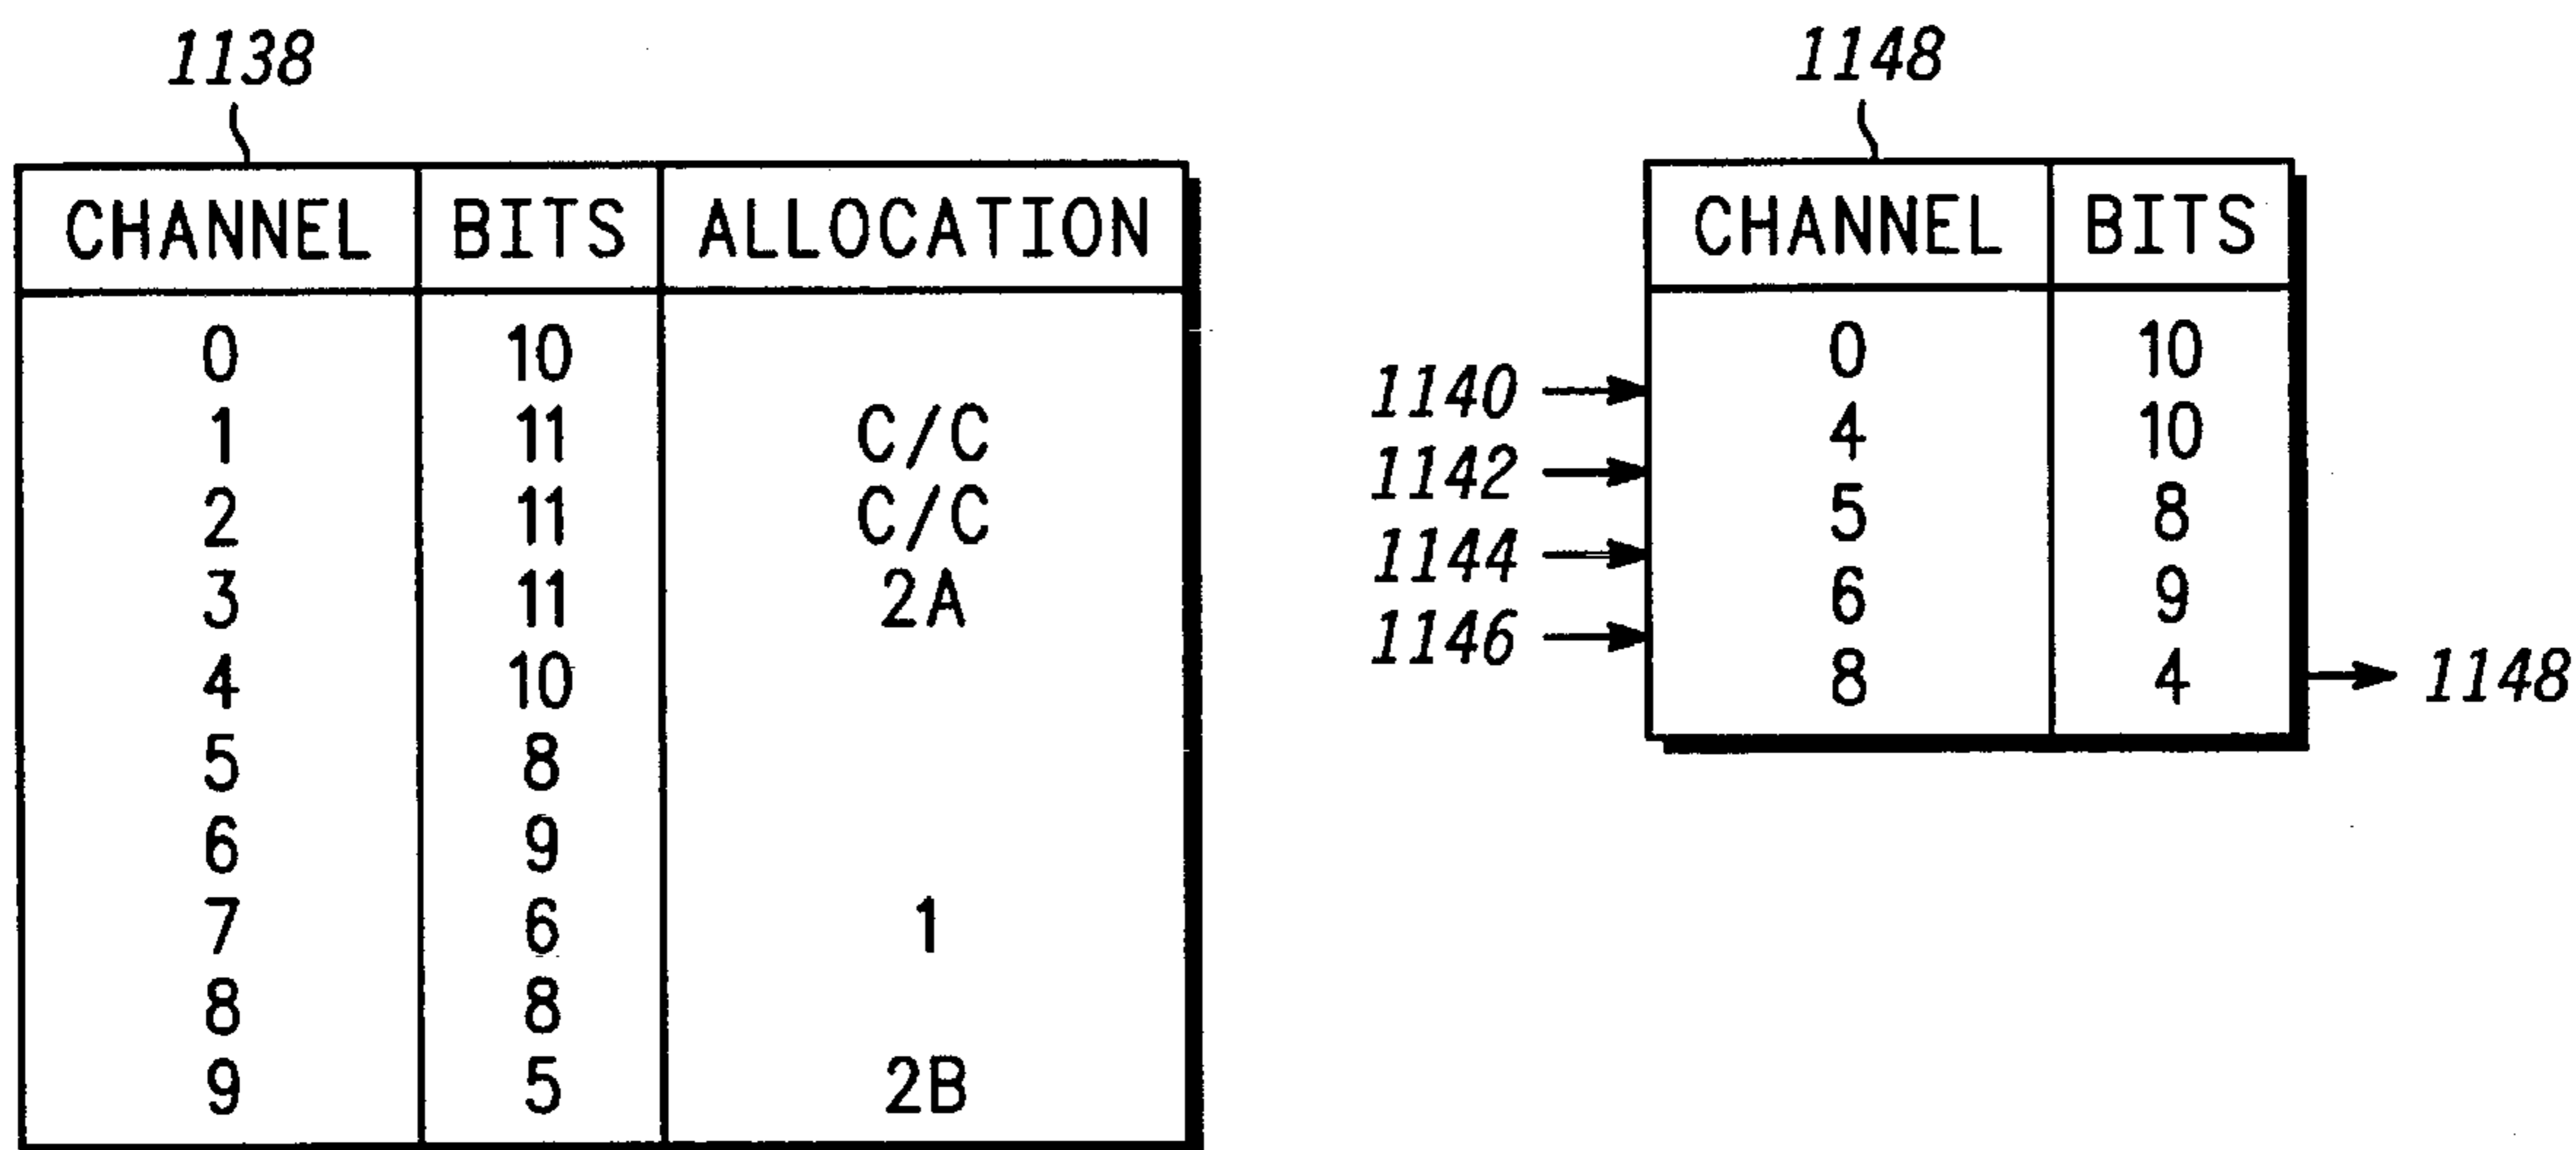 1138
CHANNEL BITS ALLOCATION
0 10
1 11 C/C
2 11 C/C
3 11 2A
4 10
5 8
6 9
7 6 1
8 8
9 5 2B
1148
CHANNEL BITS
0 10
1140
4 10
1142
5 8
1144
6 9
1146
8 4 1148